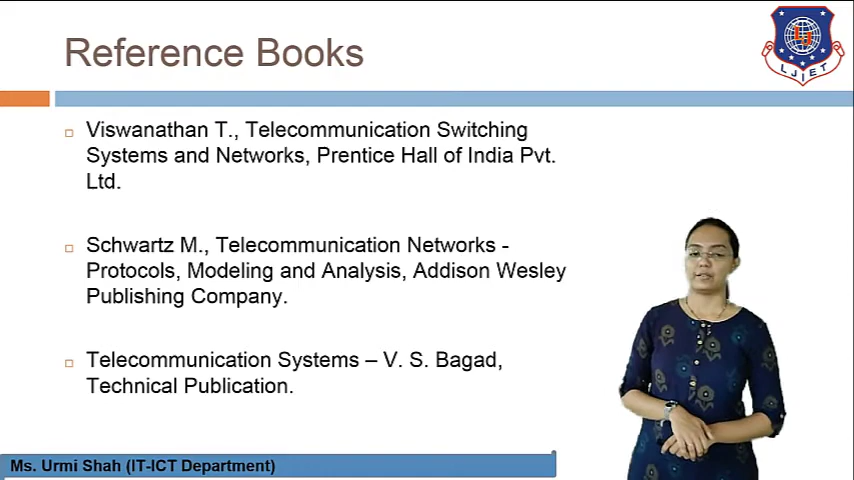 Reference Books
LJ
LJIET
Viswanathan T., Telecommunication Switching
Systems and Networks, Prentice Hall of India Pvt.
Ltd.
Schwartz M., Telecommunication Networks -
Protocols, Modeling and Analysis, Addison Wesley
Publishing Company.
Telecommunication Systems – V. S. Bagad,
Technical Publication.
Ms. Urmi Shah (IT-ICT Department)